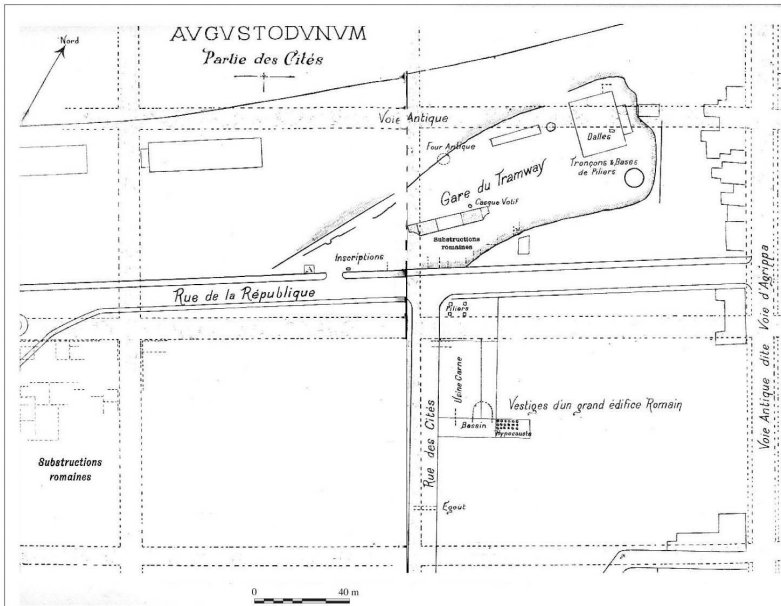 AVGVSTODVNVM
Partie des Cités
Nord
Voie Antique
Four Antique
Gare du Tramway
Casque Votif
Dalles
Tronçons & Bases
de Piliers
Substructions
romaines
Inscriptions
Rue de la République
Piliers
Usine Carne
Vestiges d'un grand édifice Romain
Bassin
Hypocauste
Rue des Cités
Egout
Voie Antique dite Voie d'Agrippa
Substructions
romaines
0 40 m